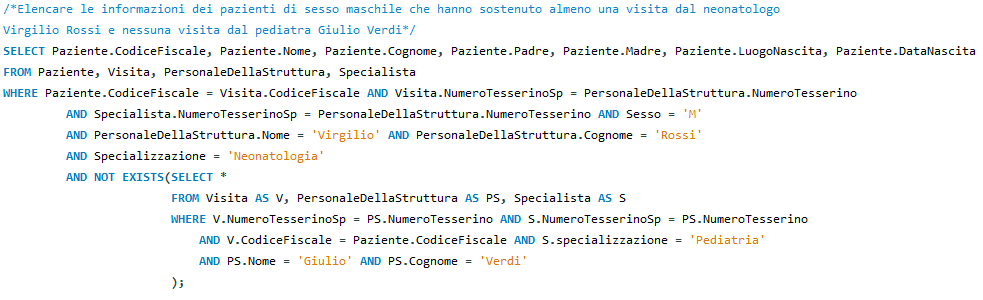 /*Elencare le informazioni dei pazienti di sesso maschile che hanno sostenuto almeno una visita dal neonatologo
Virgilio Rossi e nessuna visita dal pediatra Giulio Verdi*/
SELECT Paziente.CodiceFiscale, Paziente.Nome, Paziente.Cognome, Paziente.Padre, Paziente.Madre, Paziente.LuogoNascita, Paziente.DataNascita
FROM Paziente, Visita, PersonaleDellaStruttura, Specialista
WHERE Paziente.CodiceFiscale = Visita.CodiceFiscale AND Visita.NumeroTesserinoSp = PersonaleDellaStruttura.NumeroTesserino
AND Specialista.NumeroTesserinoSp = PersonaleDellaStruttura.NumeroTesserino AND Sesso = 'M'
AND PersonaleDellaStruttura.Nome = 'Virgilio' AND PersonaleDellaStruttura.Cognome = 'Rossi'
AND Specializzazione = 'Neonatologia'
AND NOT EXISTS(SELECT *
FROM Visita AS V, PersonaleDellaStruttura AS PS, Specialista AS S
WHERE V.NumeroTesserinoSp = PS.NumeroTesserino AND S.NumeroTesserinoSp = PS.NumeroTesserino
AND V.CodiceFiscale = Paziente.CodiceFiscale AND S.specializzazione = 'Pediatria'
AND PS.Nome = 'Giulio' AND PS.Cognome = 'Verdi'
);